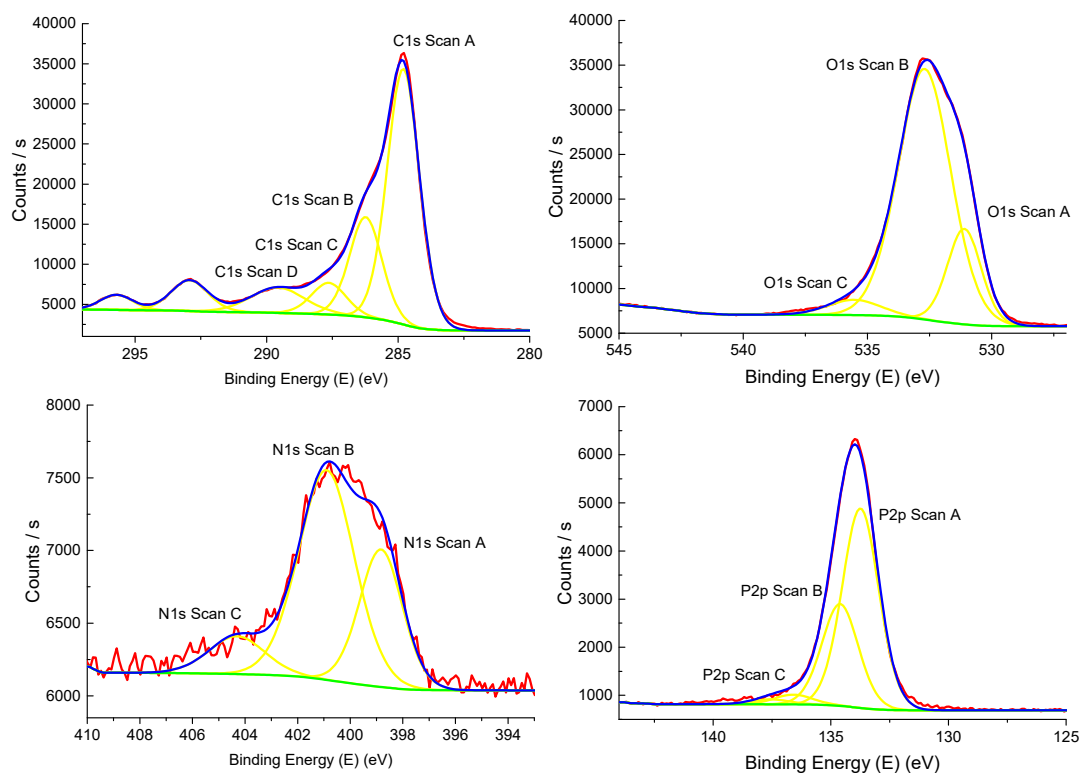 40000
35000
30000
25000
20000
15000
10000
5000
Counts / s
C1s Scan A
C1s Scan B
C1s Scan C
C1s Scan D
295 290 285 280
Binding Energy (E) (eV)
40000
35000
30000
25000
20000
15000
10000
5000
Counts / s
O1s Scan B
O1s Scan A
O1s Scan C
545 540 535 530
Binding Energy (E) (eV)
8000
7500
7000
6500
6000
Counts / s
N1s Scan B
N1s Scan A
N1s Scan C
410 408 406 404 402 400 398 396 394
Binding Energy (E) (eV)
7000
6000
5000
4000
3000
2000
1000
Counts / s
P2p Scan A
P2p Scan B
P2p Scan C
140 135 130 125
Binding Energy (E) (eV)